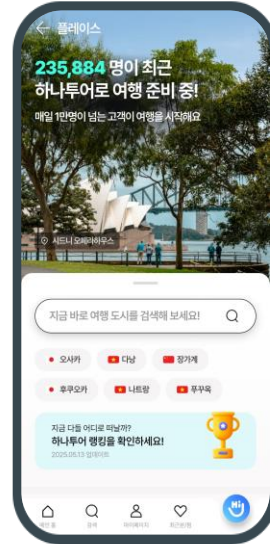 플레이스
235,884 명이 최근
하나투어로 여행 준비 중!
매일 1만명이 넘는 고객이 여행을 시작해요
시드니 오페라하우스
지금 바로 여행 도시를 검색해 보세요!
오사카 다낭 장가계
후쿠오카 나트랑 푸꾸옥
지금 다들 어디로 떠날까?
하나투어 랭킹을 확인하세요!
2025.05.13 업데이트
검색 마이페이지
Hi